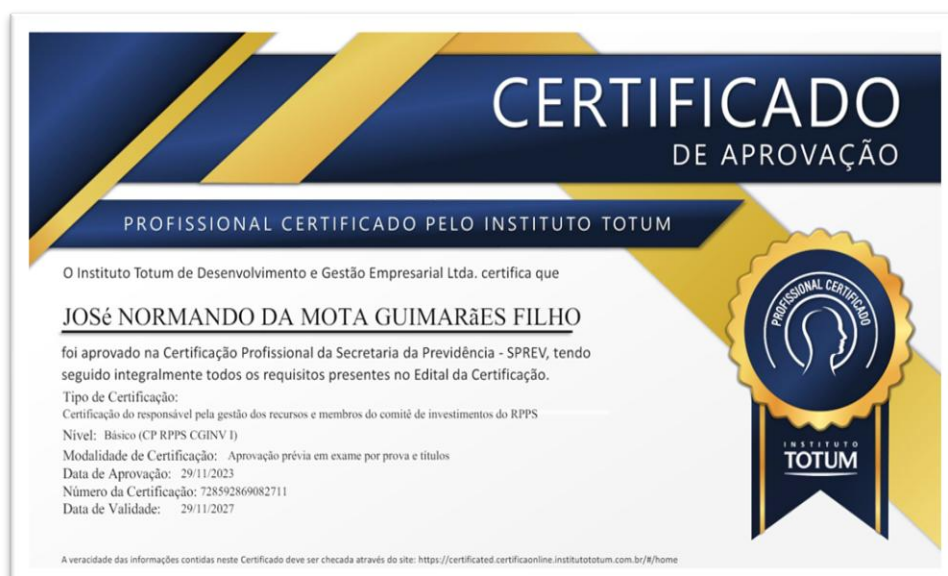 CERTIFICADO
DE APROVAÇÃO
PROFISSIONAL CERTIFICADO PELO INSTITUTO TOTUM
O Instituto Totum de Desenvolvimento e Gestão Empresarial Ltda. certifica que
JOSé NORMANDO DA MOTA GUIMARãES FILHO
foi aprovado na Certificação Profissional da Secretaria da Previdência - SPREV, tendo
seguido integralmente todos os requisitos presentes no Edital da Certificação.
Tipo de Certificação:
Certificação do responsável pela gestão dos recursos e membros do comitê de investimentos do RPPS
Nível: Básico (CP RPPS CGINV I)
Modalidade de Certificação: Aprovação prévia em exame por prova e títulos
Data de Aprovação: 29/11/2023
Número da Certificação: 728592869082711
Data de Validade: 29/11/2027
PROFISSIONAL CERTIFICADO
INSTITUTO
TOTUM
A veracidade das informações contidas neste Certificado deve ser checada através do site: https://certificated.certificaonline.institutototum.com.br/#/home